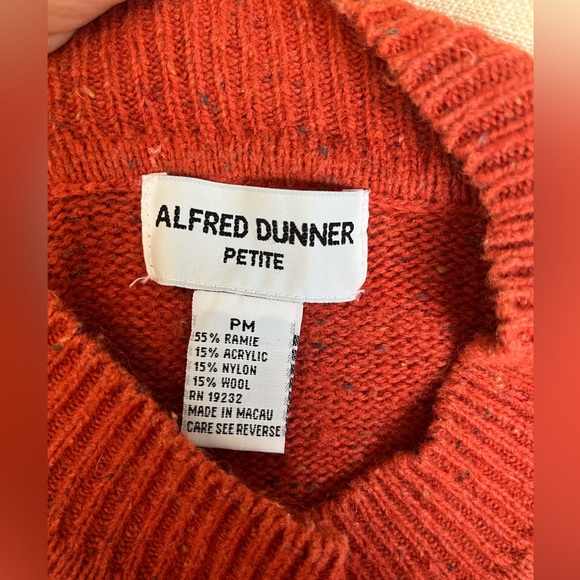 ALFRED DUNNER
PETITE
PM
55% RAMIE
15% ACRYLIC
15% NYLON
15% WOOL
RN 19232
MADE IN MACAU
CARE SEE REVERSE